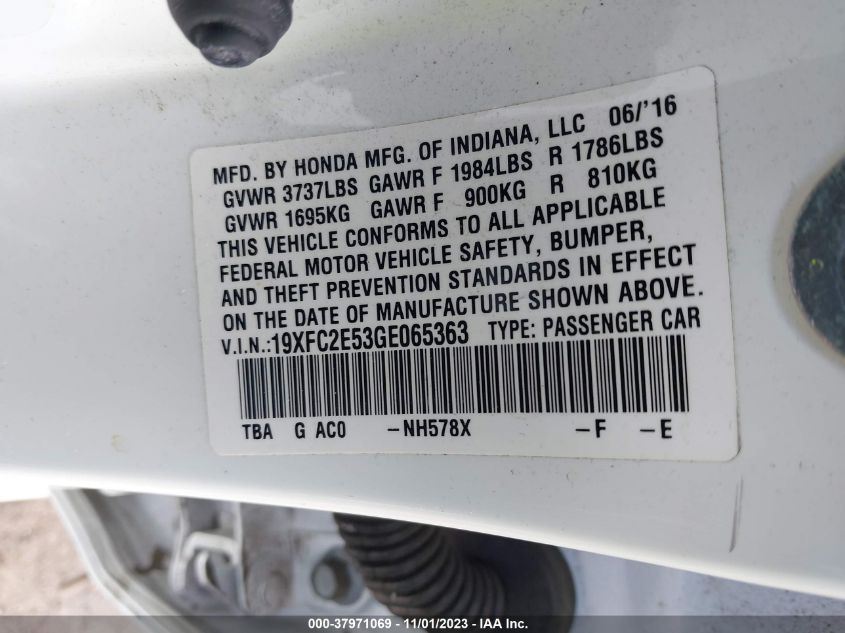 MFD. BY HONDA MFG. OF INDIANA, LLC 06/'16
GVWR 3737LBS GAWR F 1984LBS R 1786LBS
GVWR 1695KG GAWR F 900KG R 810KG
THIS VEHICLE CONFORMS TO ALL APPLICABLE
FEDERAL MOTOR VEHICLE SAFETY, BUMPER,
AND THEFT PREVENTION STANDARDS IN EFFECT
ON THE DATE OF MANUFACTURE SHOWN ABOVE.
V.I.N.:19XFC2E53GE065363 TYPE: PASSENGER CAR
TBA G AC0 -NH578X -F -E
000-37971069 - 11/01/2023 - IAA Inc.